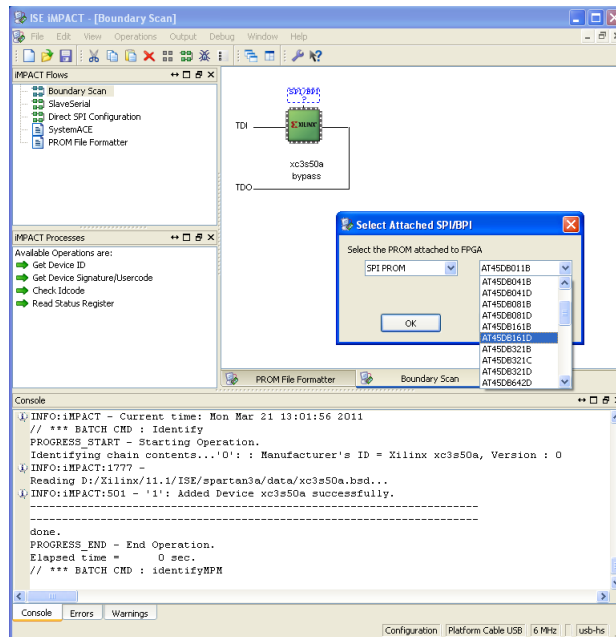 ISE iMPACT - [Boundary Scan]
File Edit View Operations Output Debug Window Help
iMPACT Flows
Boundary Scan
SlaveSerial
Direct SPI Configuration
SystemACE
PROM File Formatter
SPI/BPI
?
TDI
XILINX
xc3s50a
bypass
TDO
iMPACT Processes
Available Operations are:
Get Device ID
Get Device Signature/Usercode
Check Idcode
Read Status Register
Select Attached SPI/BPI
Select the PROM attached to FPGA
SPI PROM
AT45DB011B
AT45DB041B
AT45DB041D
AT45DB081B
AT45DB081D
AT45DB161B
AT45DB161D
AT45DB321B
AT45DB321C
AT45DB321D
AT45DB642D
OK
PROM File Formatter
Boundary Scan
Console
INFO:iMPACT - Current time: Mon Mar 21 13:01:56 2011
// *** BATCH CMD : Identify
PROGRESS_START - Starting Operation.
Identifying chain contents...'0': : Manufacturer's ID = Xilinx xc3s50a, Version : 0
INFO:iMPACT:1777 -
Reading D:/Xilinx/11.1/ISE/spartan3a/data/xc3s50a.bsd...
INFO:iMPACT:501 - '1': Added Device xc3s50a successfully.
----------------------------------------------------------------------
----------------------------------------------------------------------
done.
PROGRESS_END - End Operation.
Elapsed time =      0 sec.
// *** BATCH CMD : identifyMPM
Console Errors Warnings
Configuration Platform Cable USB 6 MHz usb-hs